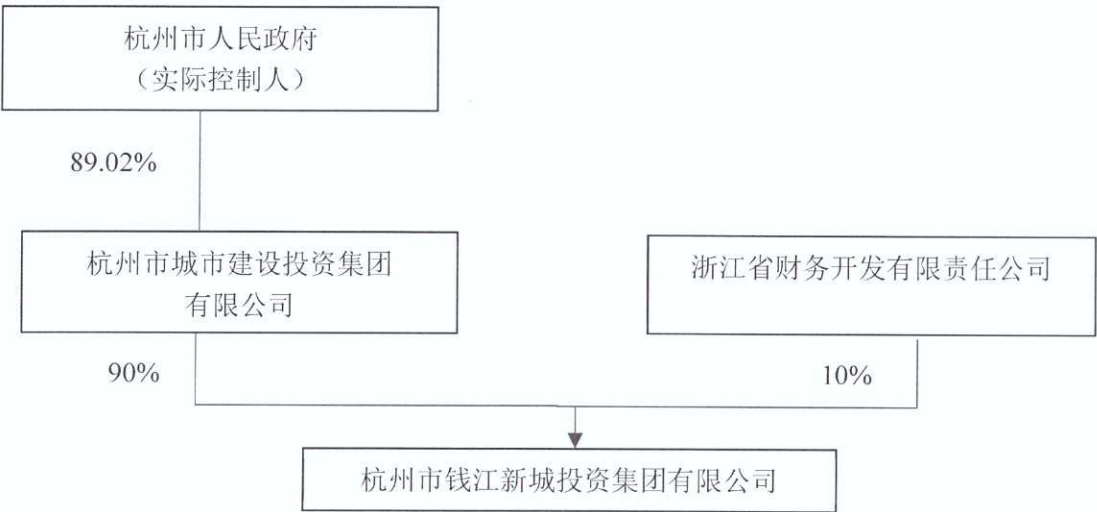 杭州市人民政府
（实际控制人）
89.02%
杭州市城市建设投资集团
有限公司
浙江省财务开发有限责任公司
90%
10%
杭州市钱江新城投资集团有限公司